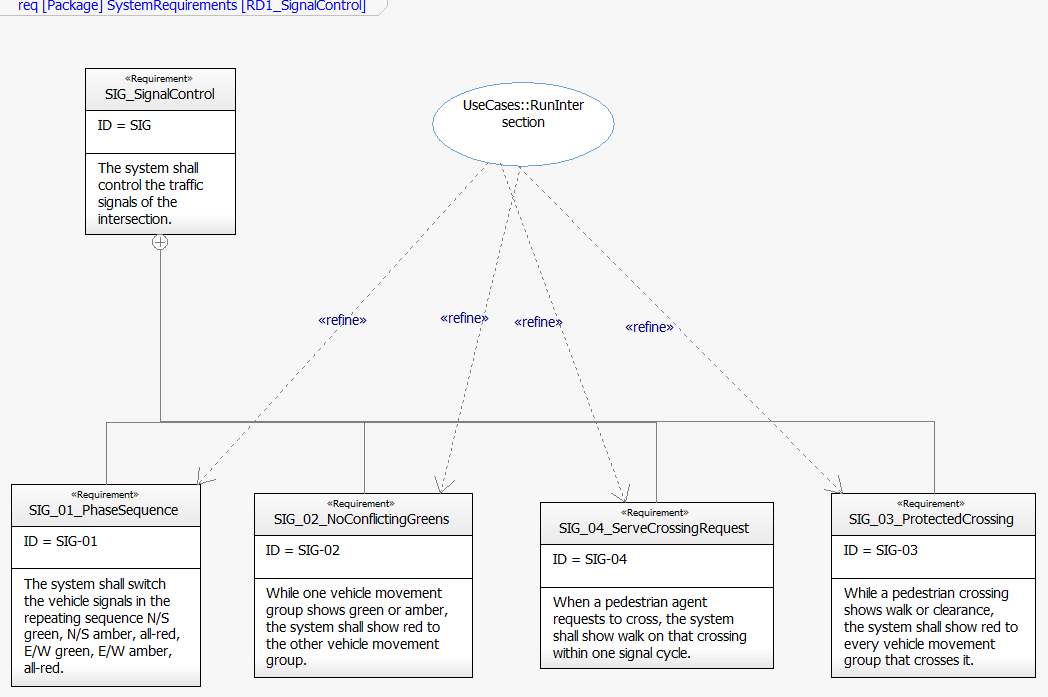 req [Package] SystemRequirements [RD1_SignalControl]
«Requirement»
SIG_SignalControl
ID = SIG
The system shall
control the traffic
signals of the
intersection.
UseCases::RunInter
section
«refine»
«refine»
«refine»
«refine»
«Requirement»
SIG_01_PhaseSequence
ID = SIG-01
The system shall switch
the vehicle signals in the
repeating sequence N/S
green, N/S amber, all-red,
E/W green, E/W amber,
all-red.
«Requirement»
SIG_02_NoConflictingGreens
ID = SIG-02
While one vehicle movement
group shows green or amber,
the system shall show red to
the other vehicle movement
group.
«Requirement»
SIG_04_ServeCrossingRequest
ID = SIG-04
When a pedestrian agent
requests to cross, the system
shall show walk on that crossing
within one signal cycle.
«Requirement»
SIG_03_ProtectedCrossing
ID = SIG-03
While a pedestrian crossing
shows walk or clearance,
the system shall show red to
every vehicle movement
group that crosses it.